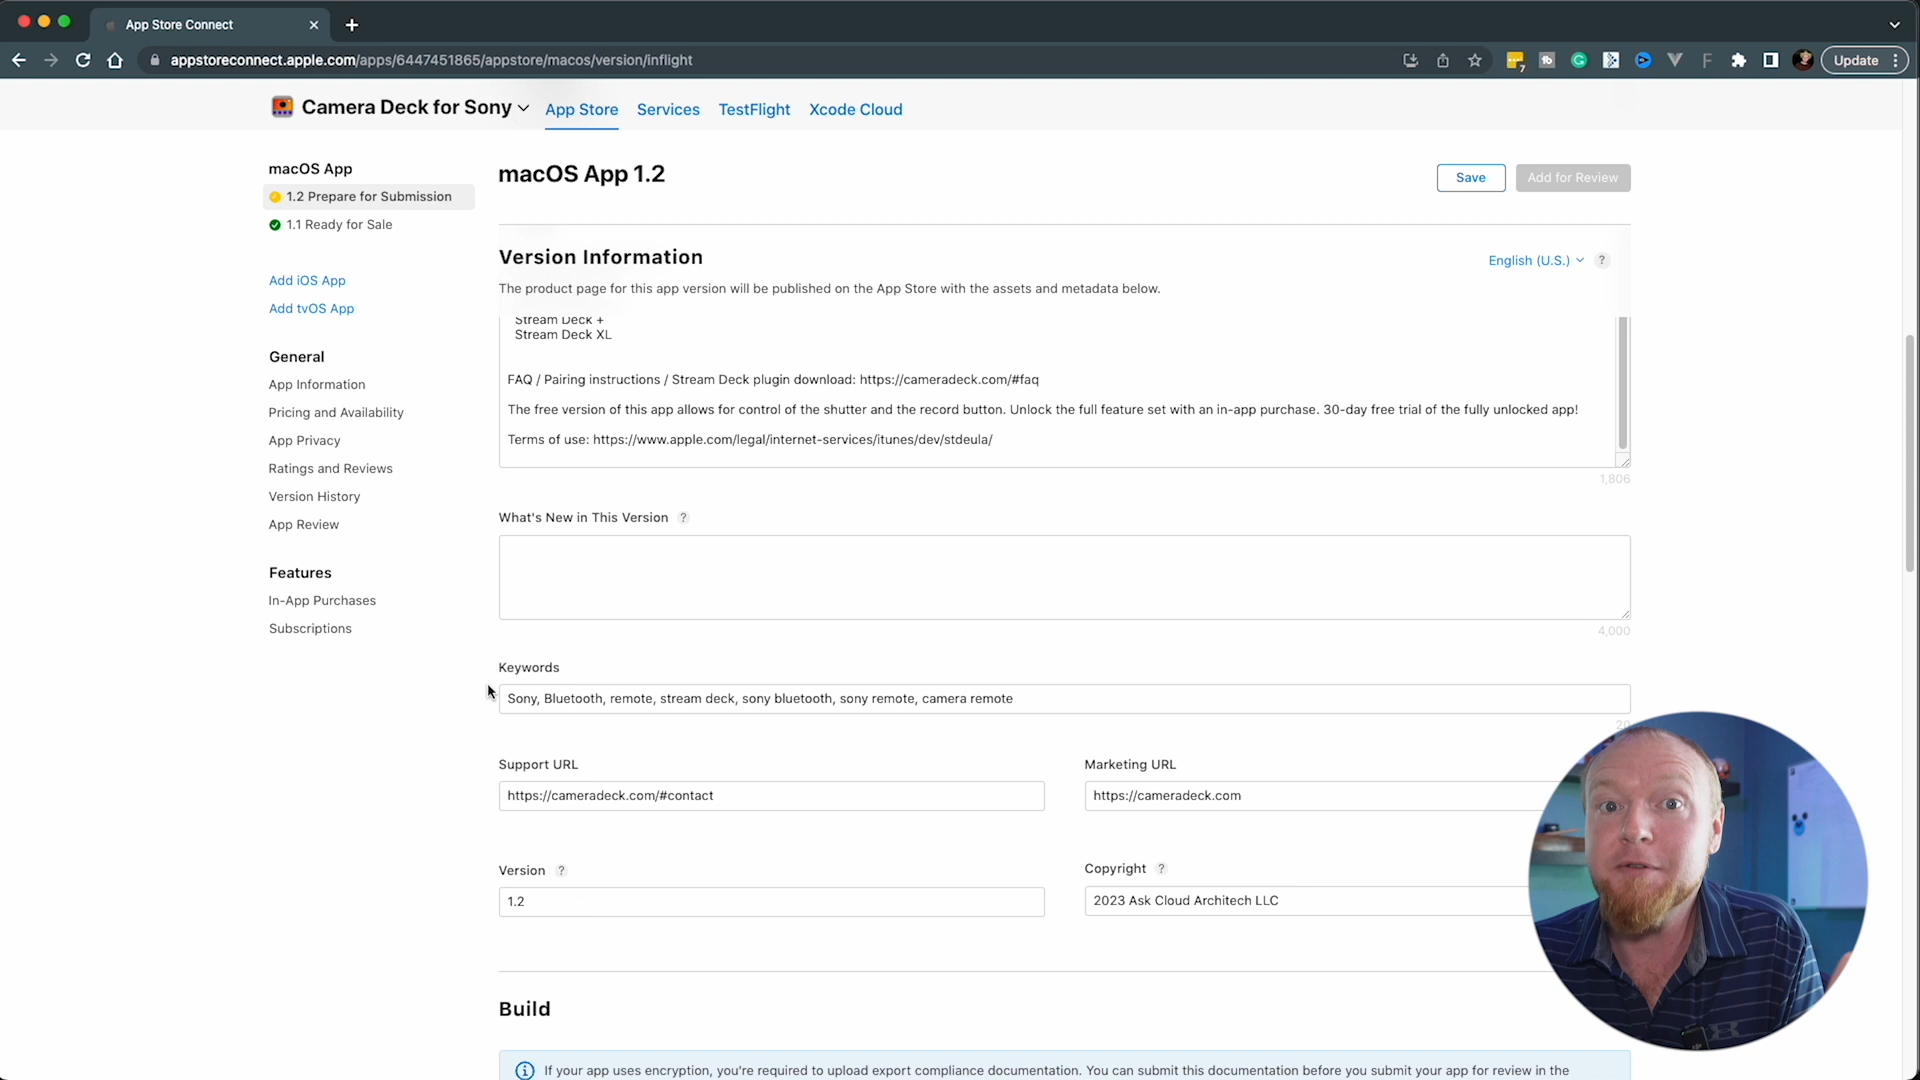 App Store Connect
appstoreconnect.apple.com/apps/6447451865/appstore/macos/version/inflight
7
Update
Camera Deck for Sony
App Store
Services
TestFlight
Xcode Cloud
macOS App
1.2 Prepare for Submission
1.1 Ready for Sale
Add iOS App
Add tvOS App
General
App Information
Pricing and Availability
App Privacy
Ratings and Reviews
Version History
App Review
Features
In-App Purchases
Subscriptions
macOS App 1.2
Save
Add for Review
Version Information
English (U.S.)
?
The product page for this app version will be published on the App Store with the assets and metadata below.
Stream Deck +
Stream Deck XL
FAQ / Pairing instructions / Stream Deck plugin download: https://cameradeck.com/#faq
The free version of this app allows for control of the shutter and the record button. Unlock the full feature set with an in-app purchase. 30-day free trial of the fully unlocked app!
Terms of use: https://www.apple.com/legal/internet-services/itunes/dev/stdeula/
1,806
What's New in This Version ?
4,000
Keywords
Sony, Bluetooth, remote, stream deck, sony bluetooth, sony remote, camera remote
Support URL
https://cameradeck.com/#contact
Marketing URL
https://cameradeck.com
Version ?
1.2
Copyright ?
2023 Ask Cloud Architech LLC
Build
If your app uses encryption, you're required to upload export compliance documentation. You can submit this documentation before you submit your app for review in the